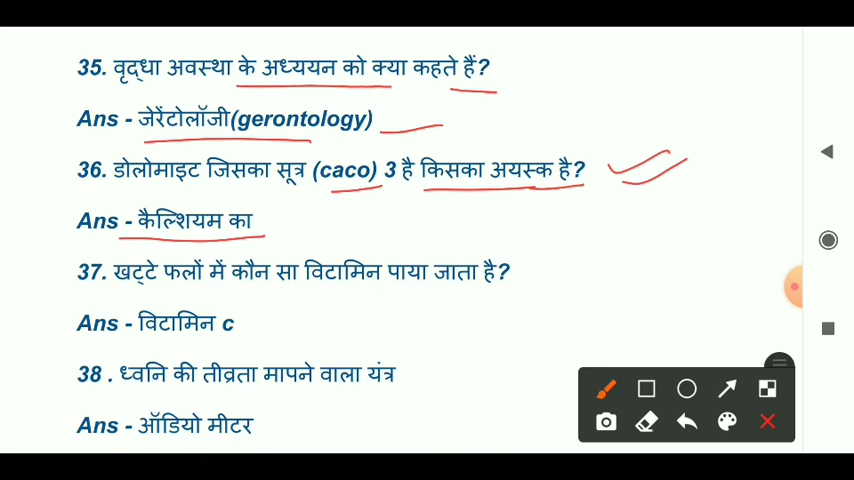 35. वृद्धा अवस्था के अध्ययन को क्या कहते हैं?
Ans - जेरेंटोलॉजी(gerontology)
36. डोलोमाइट जिसका सूत्र (caco) 3 है किसका अयस्क है?
Ans - कैल्शियम का
37. खट्टे फलों में कौन सा विटामिन पाया जाता है?
Ans - विटामिन c
38 . ध्वनि की तीव्रता मापने वाला यंत्र
Ans - ऑडियो मीटर